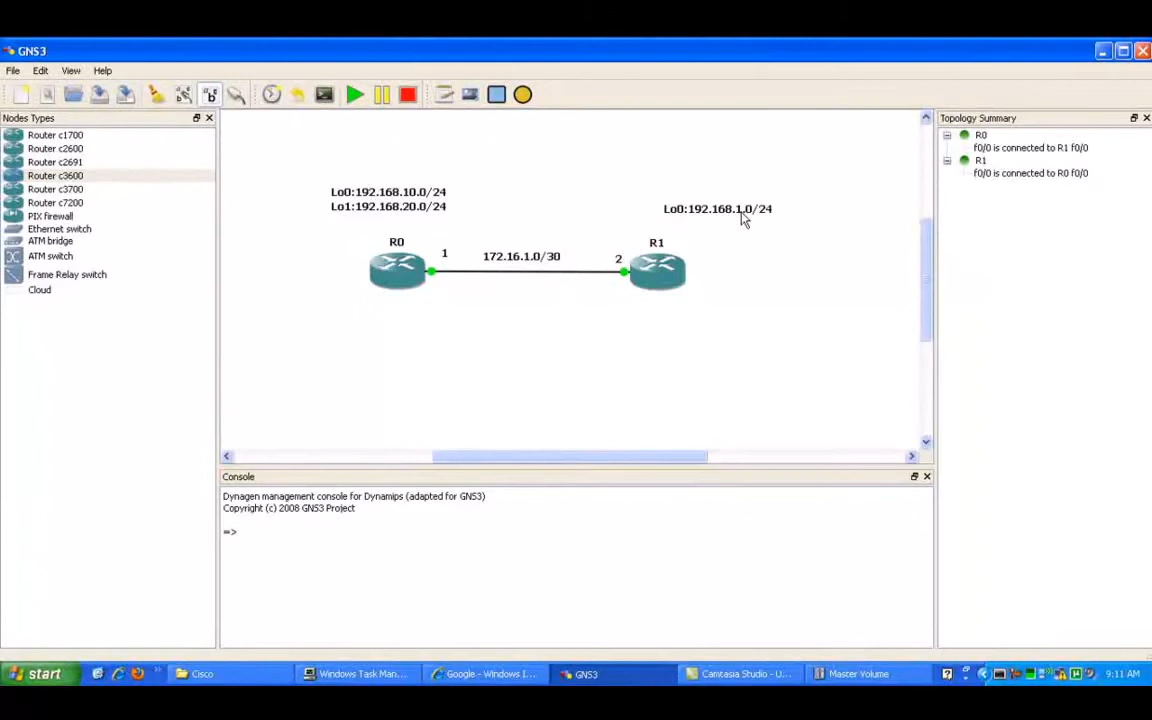 GNS3
File Edit View Help
Nodes Types
Router c1700
Router c2600
Router c2691
Router c3600
Router c3700
Router c7200
PIX firewall
Ethernet switch
ATM bridge
ATM switch
Frame Relay switch
Cloud
Lo0:192.168.10.0/24
Lo1:192.168.20.0/24
Lo0:192.168.1.0/24
R0
1
172.16.1.0/30
2
R1
Topology Summary
R0
f0/0 is connected to R1 f0/0
R1
f0/0 is connected to R0 f0/0
Console
Dynagen management console for Dynamips (adapted for GNS3)
Copyright (c) 2008 GNS3 Project
=>
start
Cisco
Windows Task Man...
Google - Windows I...
GNS3
Camtasia Studio - U...
Master Volume
9:11 AM